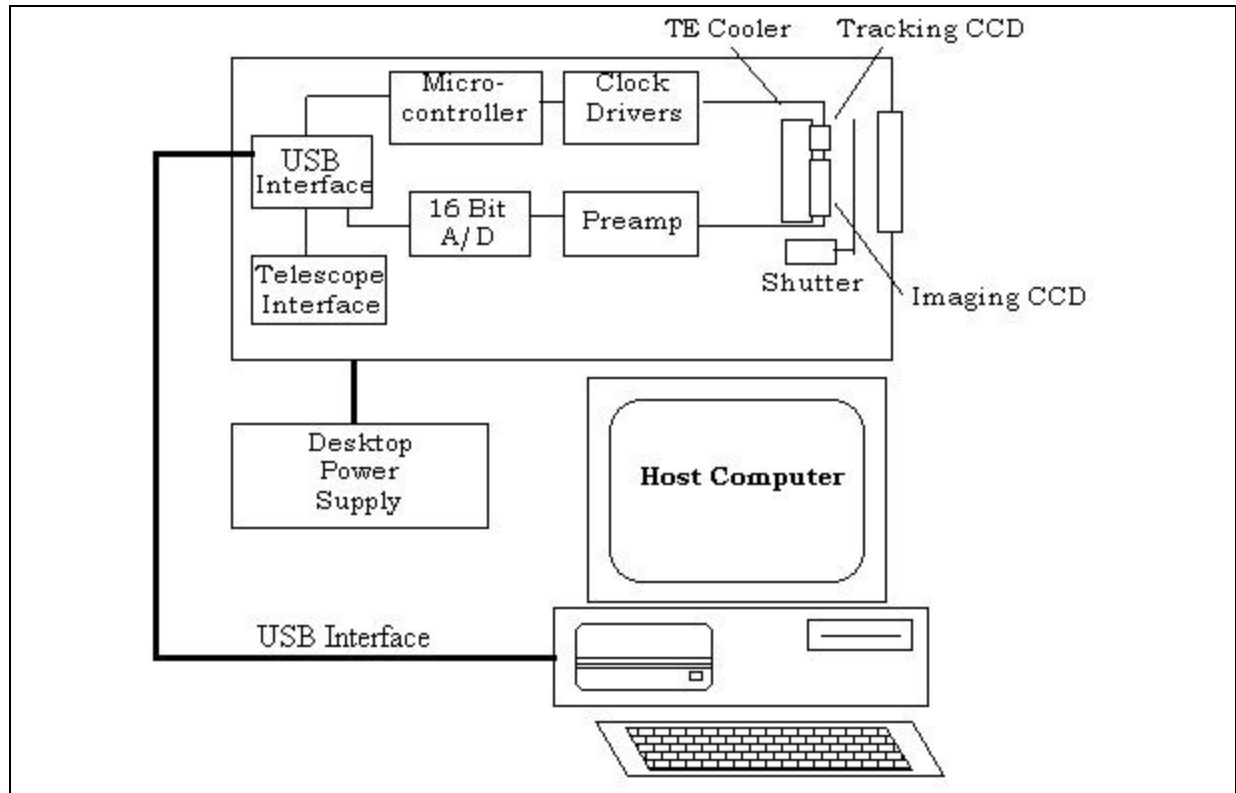 TE Cooler
Tracking CCD
Micro-
controller
Clock
Drivers
USB
Interface
16 Bit
A/D
Preamp
Telescope
Interface
Shutter
Imaging CCD
Desktop
Power
Supply
Host Computer
USB Interface